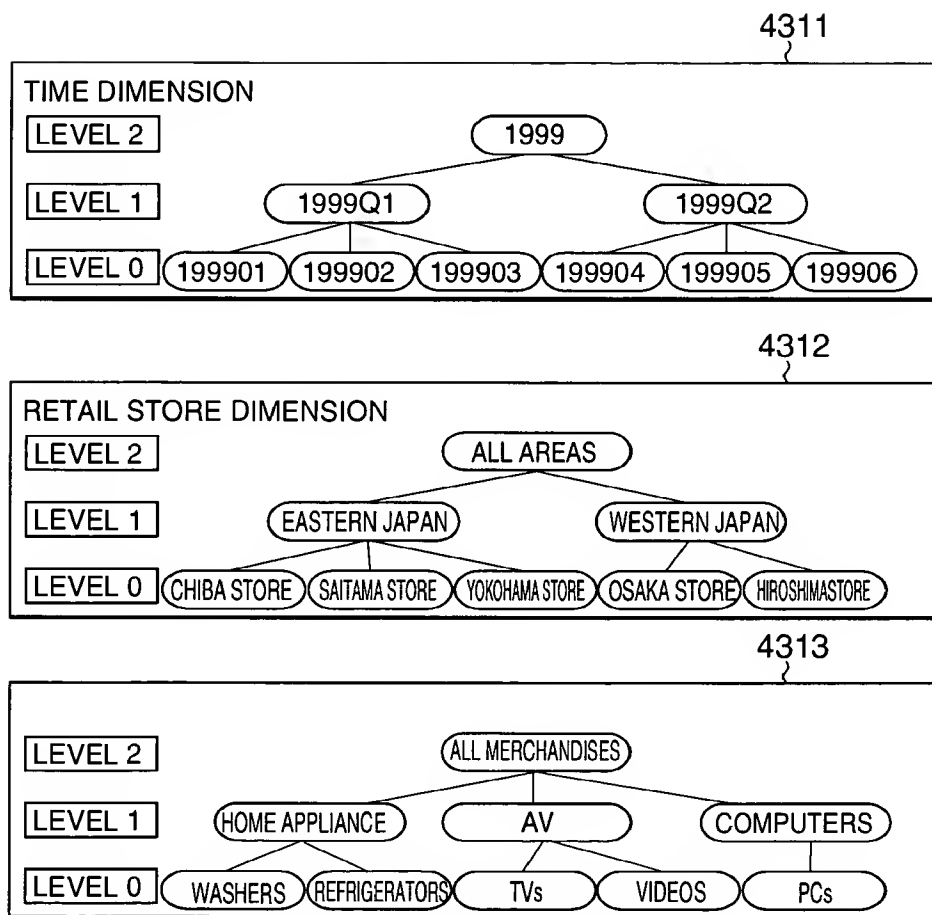 4311
TIME DIMENSION
LEVEL 2 1999
LEVEL 1 1999Q1 1999Q2
LEVEL 0 199901 199902 199903 199904 199905 199906
4312
RETAIL STORE DIMENSION
LEVEL 2 ALL AREAS
LEVEL 1 EASTERN JAPAN WESTERN JAPAN
LEVEL 0 CHIBA STORE SAITAMA STORE YOKOHAMA STORE OSAKA STORE HIROSHIMASTORE
4313
LEVEL 2 ALL MERCHANDISES
LEVEL 1 HOME APPLIANCE AV COMPUTERS
LEVEL 0 WASHERS REFRIGERATORS TVs VIDEOS PCs